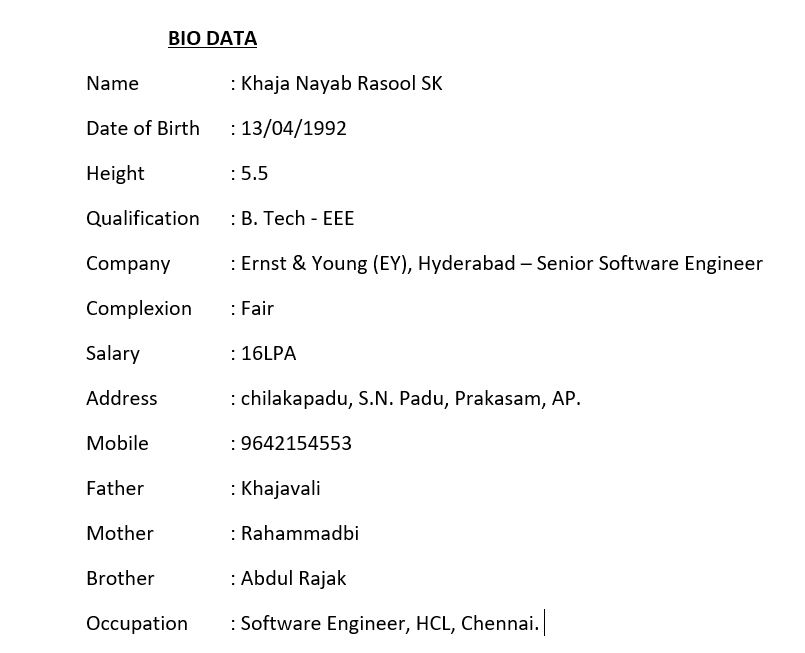 BIO DATA
Name : Khaja Nayab Rasool SK
Date of Birth : 13/04/1992
Height : 5.5
Qualification : B. Tech - EEE
Company : Ernst & Young (EY), Hyderabad – Senior Software Engineer
Complexion : Fair
Salary : 16LPA
Address : chilakapadu, S.N. Padu, Prakasam, AP.
Mobile : 9642154553
Father : Khajavali
Mother : Rahammadbi
Brother : Abdul Rajak
Occupation : Software Engineer, HCL, Chennai.